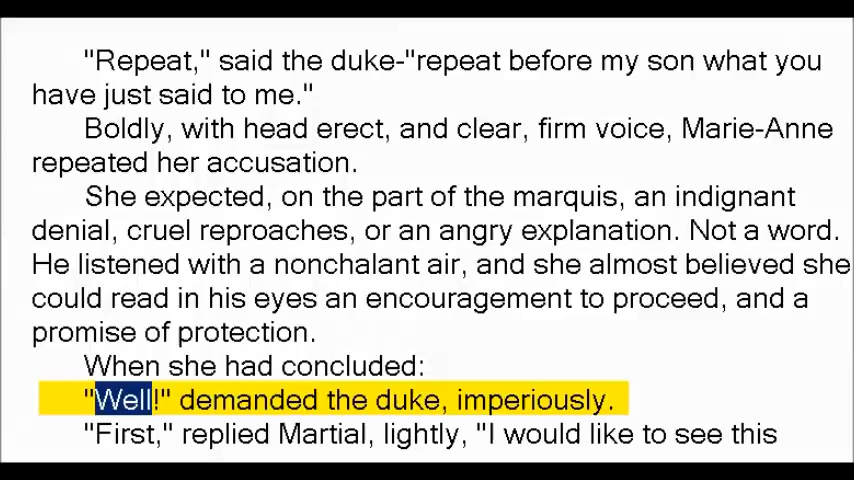 "Repeat," said the duke-"repeat before my son what you
have just said to me."
Boldly, with head erect, and clear, firm voice, Marie-Anne
repeated her accusation.
She expected, on the part of the marquis, an indignant
denial, cruel reproaches, or an angry explanation. Not a word.
He listened with a nonchalant air, and she almost believed she
could read in his eyes an encouragement to proceed, and a
promise of protection.
When she had concluded:
"Well!" demanded the duke, imperiously.
"First," replied Martial, lightly, "I would like to see this